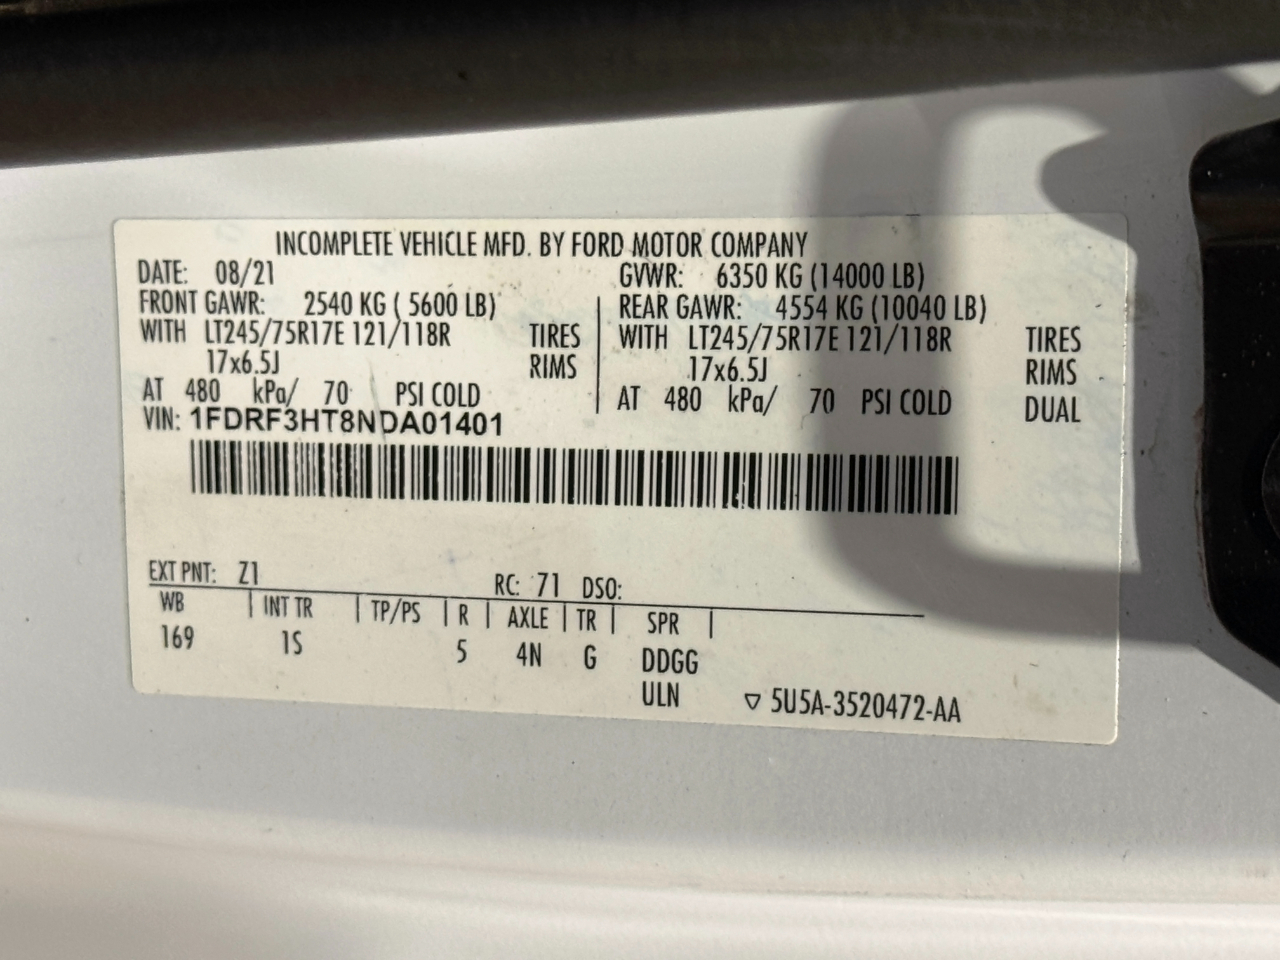 INCOMPLETE VEHICLE MFD. BY FORD MOTOR COMPANY
DATE: 08/21 GVWR: 6350 KG (14000 LB)
FRONT GAWR: 2540 KG ( 5600 LB) REAR GAWR: 4554 KG (10040 LB)
WITH LT245/75R17E 121/118R TIRES WITH LT245/75R17E 121/118R TIRES
17x6.5J RIMS 17x6.5J RIMS
AT 480 kPa/ 70 PSI COLD AT 480 kPa/ 70 PSI COLD DUAL
VIN: 1FDRF3HT8NDA01401
EXT PNT: Z1 RC: 71 DSO:
WB INT TR TP/PS R AXLE TR SPR
169 1S 5 4N G DDGG
ULN ▽ 5U5A-3520472-AA